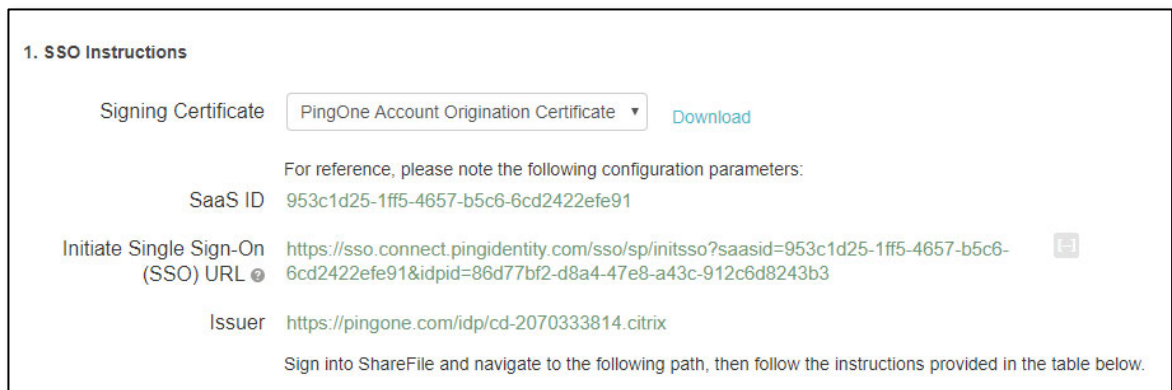 1. SSO Instructions
Signing Certificate PingOne Account Origination Certificate Download
For reference, please note the following configuration parameters:
SaaS ID 953c1d25-1ff5-4657-b5c6-6cd2422efe91
Initiate Single Sign-On https://sso.connect.pingidentity.com/sso/sp/initsso?saasid=953c1d25-1ff5-4657-b5c6-
(SSO) URL 6cd2422efe91&idpid=86d77bf2-d8a4-47e8-a43c-912c6d8243b3
Issuer https://pingone.com/idp/cd-2070333814.citrix
Sign into ShareFile and navigate to the following path, then follow the instructions provided in the table below.